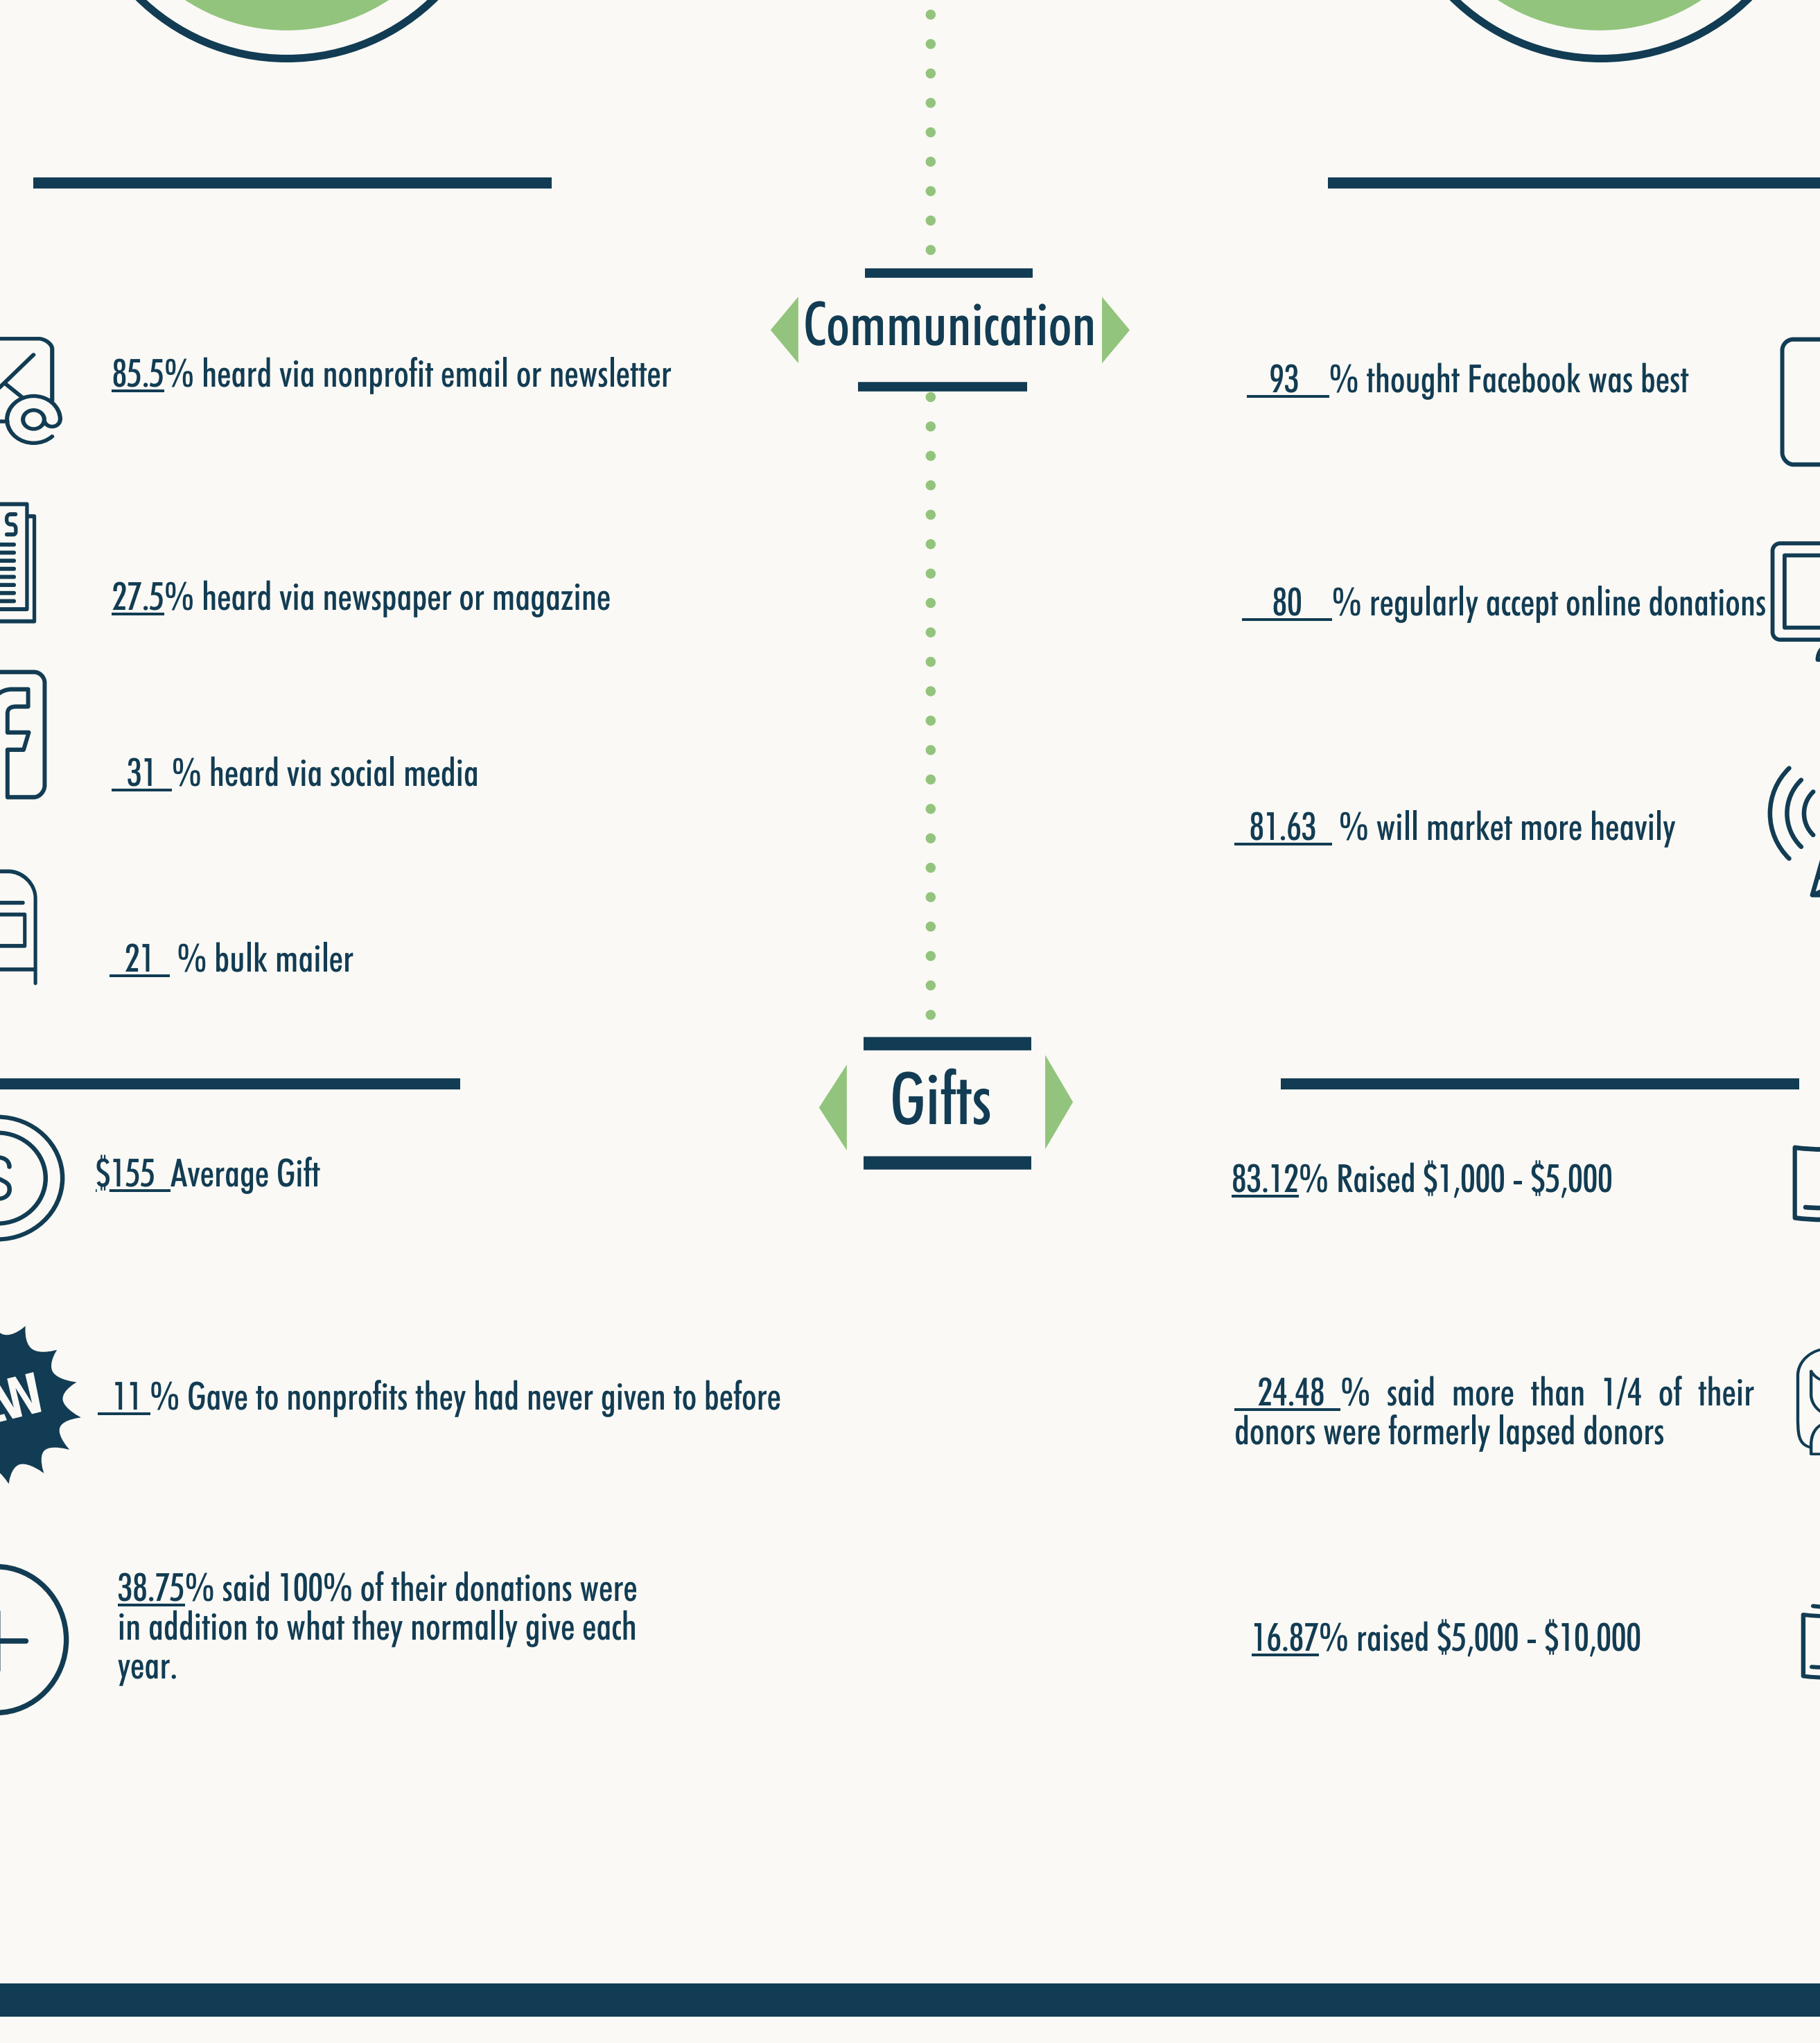 Communication
85.5% heard via nonprofit email or newsletter
27.5% heard via newspaper or magazine
S
31 % heard via social media
21 % bulk mailer
93 % thought Facebook was best
80 % regularly accept online donations
81.63 % will market more heavily
Gifts
$155 Average Gift
11 % Gave to nonprofits they had never given to before
38.75% said 100% of their donations were
in addition to what they normally give each
year.
83.12% Raised $1,000 - $5,000
24.48 % said more than 1/4 of their
donors were formerly lapsed donors
16.87% raised $5,000 - $10,000